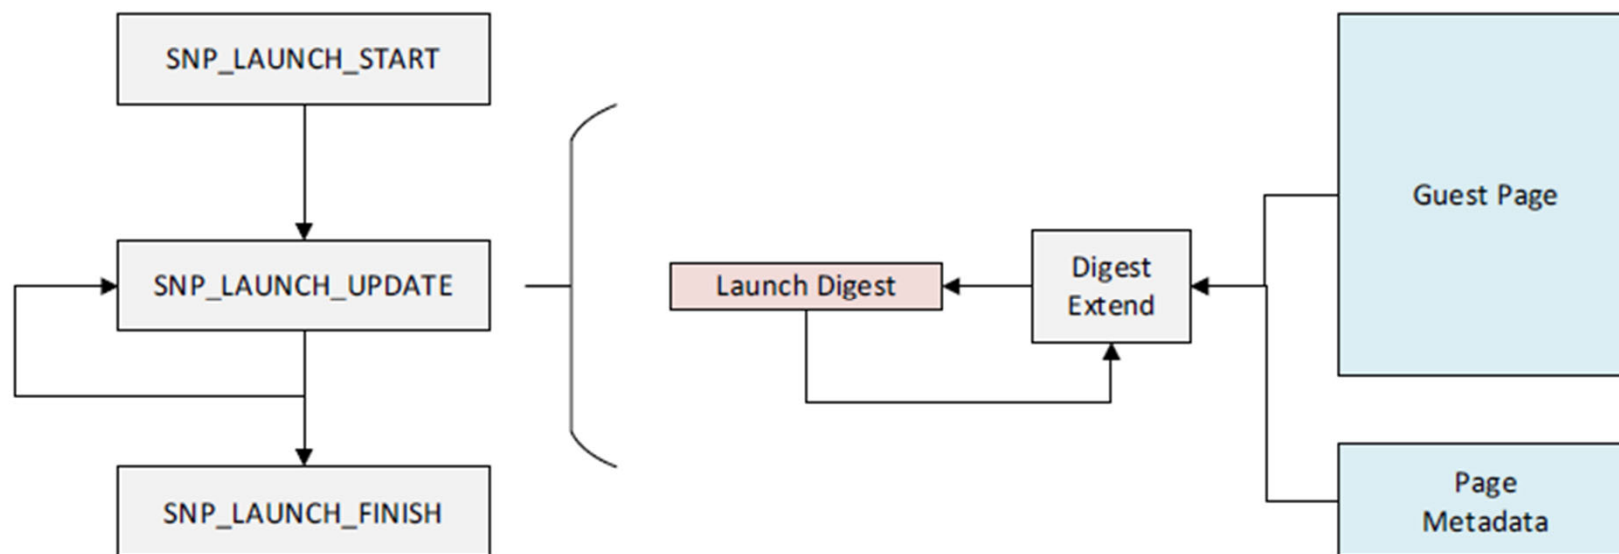 SNP_LAUNCH_START
SNP_LAUNCH_UPDATE
SNP_LAUNCH_FINISH
Launch Digest
Digest
Extend
Guest Page
Page
Metadata